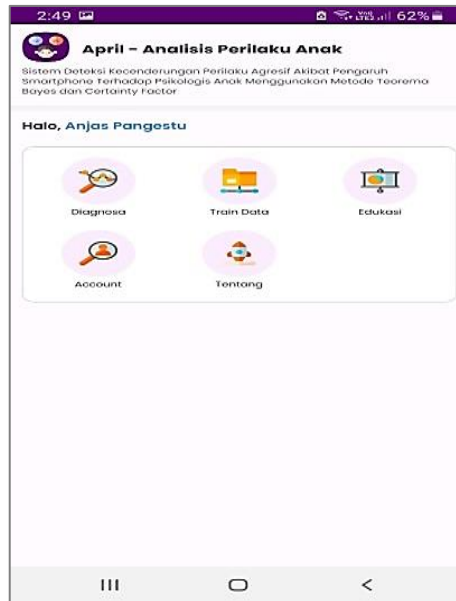 2:49 62%
April - Analisis Perilaku Anak
Sistem Deteksi Kecenderungan Perilaku Agresif Akibat Pengaruh
Smartphone Terhadap Psikologis Anak Menggunakan Metode Teorema
Bayes dan Certainty Factor
Halo, Anjas Pangestu
Diagnosa Train Data Edukasi
Account Tentang